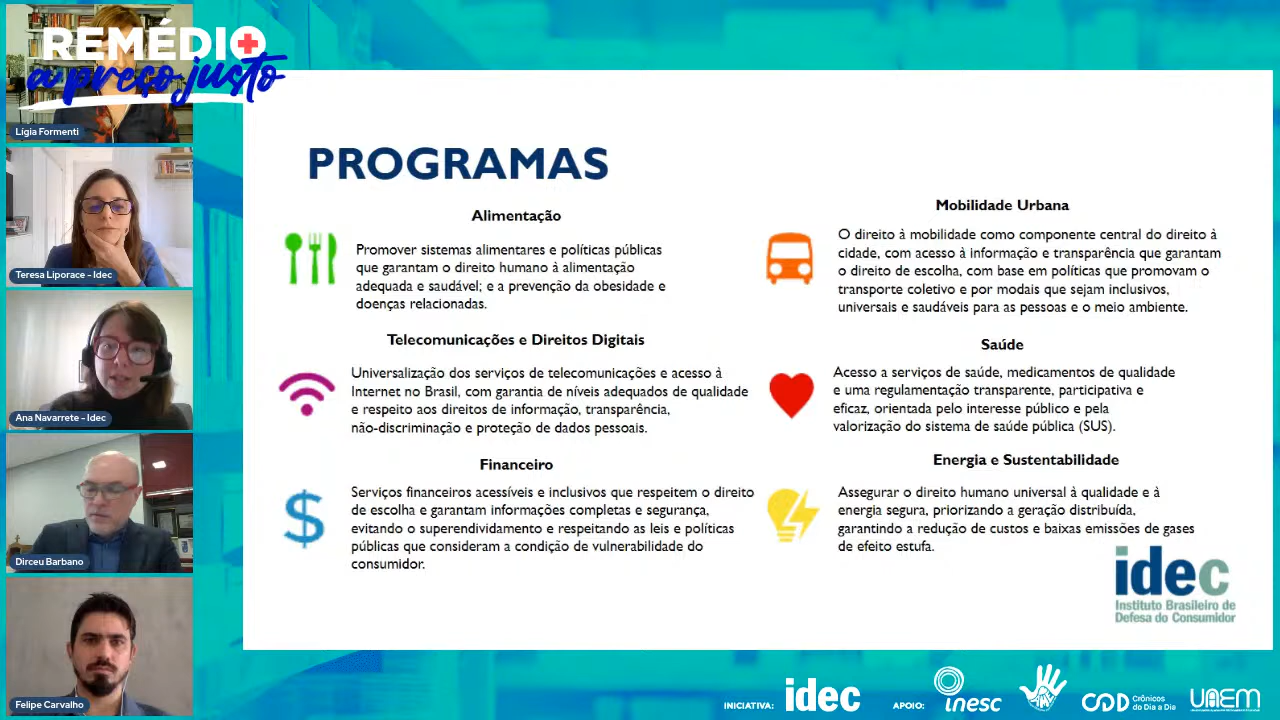 REMÉDIO
a preço justo
Lígia Formenti
Teresa Liporace - Idec
Ana Navarrete - Idec
Dirceu Barbano
Felipe Carvalho
PROGRAMAS
Alimentação
Promover sistemas alimentares e políticas públicas
que garantam o direito humano à alimentação
adequada e saudável; e a prevenção da obesidade e
doenças relacionadas.
Telecomunicações e Direitos Digitais
Universalização dos serviços de telecomunicações e acesso à
Internet no Brasil, com garantia de níveis adequados de qualidade
e respeito aos direitos de informação, transparência,
não-discriminação e proteção de dados pessoais.
Financeiro
$
Serviços financeiros acessíveis e inclusivos que respeitem o direito
de escolha e garantam informações completas e segurança,
evitando o superendividamento e respeitando as leis e políticas
públicas que consideram a condição de vulnerabilidade do
consumidor.
Mobilidade Urbana
O direito à mobilidade como componente central do direito à
cidade, com acesso à informação e transparência que garantam
o direito de escolha, com base em políticas que promovam o
transporte coletivo e por modais que sejam inclusivos,
universais e saudáveis para as pessoas e o meio ambiente.
Saúde
Acesso a serviços de saúde, medicamentos de qualidade
e uma regulamentação transparente, participativa e
eficaz, orientada pelo interesse público e pela
valorização do sistema de saúde pública (SUS).
Energia e Sustentabilidade
Assegurar o direito humano universal à qualidade e à
energia segura, priorizando a geração distribuída,
garantindo a redução de custos e baixas emissões de gases
de efeito estufa.
idec
Instituto Brasileiro de
Defesa do Consumidor
INICIATIVA: idec
APOIO: inesc
CDD Crônicos
do Dia a Dia
UAEM